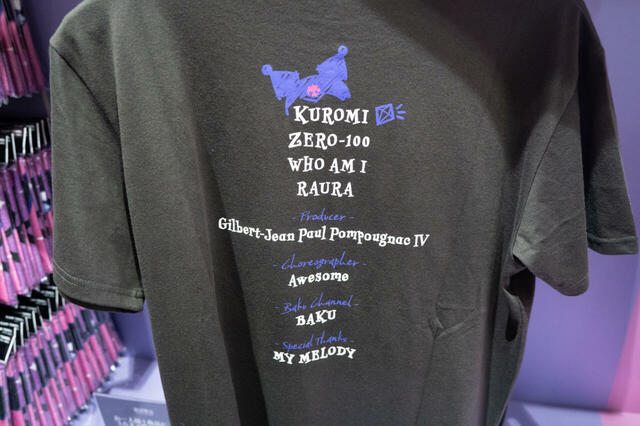 KUROMI
ZERO-100
WHO AM I
RAURA
- Producer -
Gilbert-Jean Paul Pompougnac IV
- Choreographer -
Awesome
- Baku Channel -
BAKU
- Special Thanks -
MY MELODY